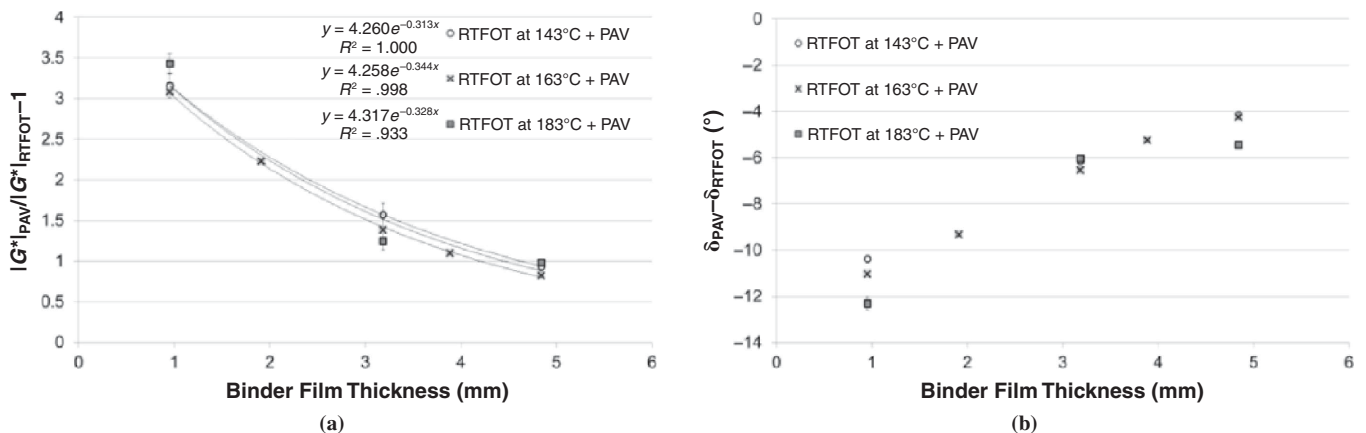 4
3.5
3
2.5
2
1.5
1
0.5
0
0 1 2 3 4 5 6
|G*|PAV/|G*|RTFOT−1
y = 4.260e−0.313x
R² = 1.000
RTFOT at 143°C + PAV
y = 4.258e−0.344x
R² = .998
RTFOT at 163°C + PAV
y = 4.317e−0.328x
R² = .933
RTFOT at 183°C + PAV
Binder Film Thickness (mm)
(a)
0
−2
−4
−6
−8
−10
−12
−14
0 1 2 3 4 5 6
δPAV−δRTFOT (°)
RTFOT at 143°C + PAV
RTFOT at 163°C + PAV
RTFOT at 183°C + PAV
Binder Film Thickness (mm)
(b)